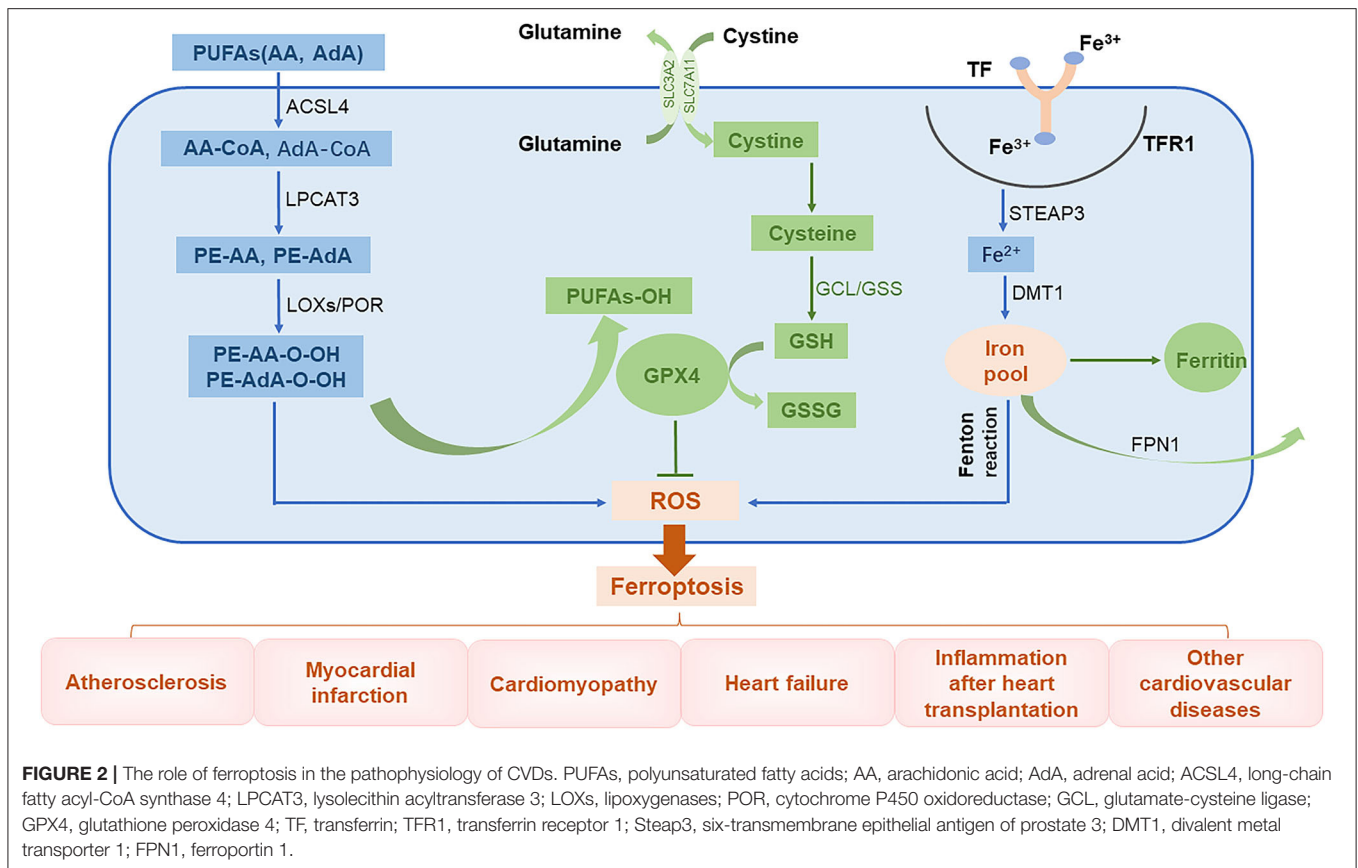 Glutamine
Cystine
Fe³⁺
PUFAs(AA, AdA)
TF
SLC3A2
SLC7A11
ACSL4
AA-CoA, AdA-CoA
Glutamine
Cystine
Fe³⁺
TFR1
LPCAT3
STEAP3
Cysteine
PE-AA, PE-AdA
Fe²⁺
LOXs/POR
PUFAs-OH
GCL/GSS
DMT1
PE-AA-O-OH
PE-AdA-O-OH
GPX4
GSH
Iron
pool
Ferritin
GSSG
Fenton
reaction
FPN1
ROS
Ferroptosis
Atherosclerosis
Myocardial
infarction
Cardiomyopathy
Heart failure
Inflammation
after heart
transplantation
Other
cardiovascular
diseases
FIGURE 2 | The role of ferroptosis in the pathophysiology of CVDs. PUFAs, polyunsaturated fatty acids; AA, arachidonic acid; AdA, adrenal acid; ACSL4, long-chain
fatty acyl-CoA synthase 4; LPCAT3, lysolecithin acyltransferase 3; LOXs, lipoxygenases; POR, cytochrome P450 oxidoreductase; GCL, glutamate-cysteine ligase;
GPX4, glutathione peroxidase 4; TF, transferrin; TFR1, transferrin receptor 1; Steap3, six-transmembrane epithelial antigen of prostate 3; DMT1, divalent metal
transporter 1; FPN1, ferroportin 1.